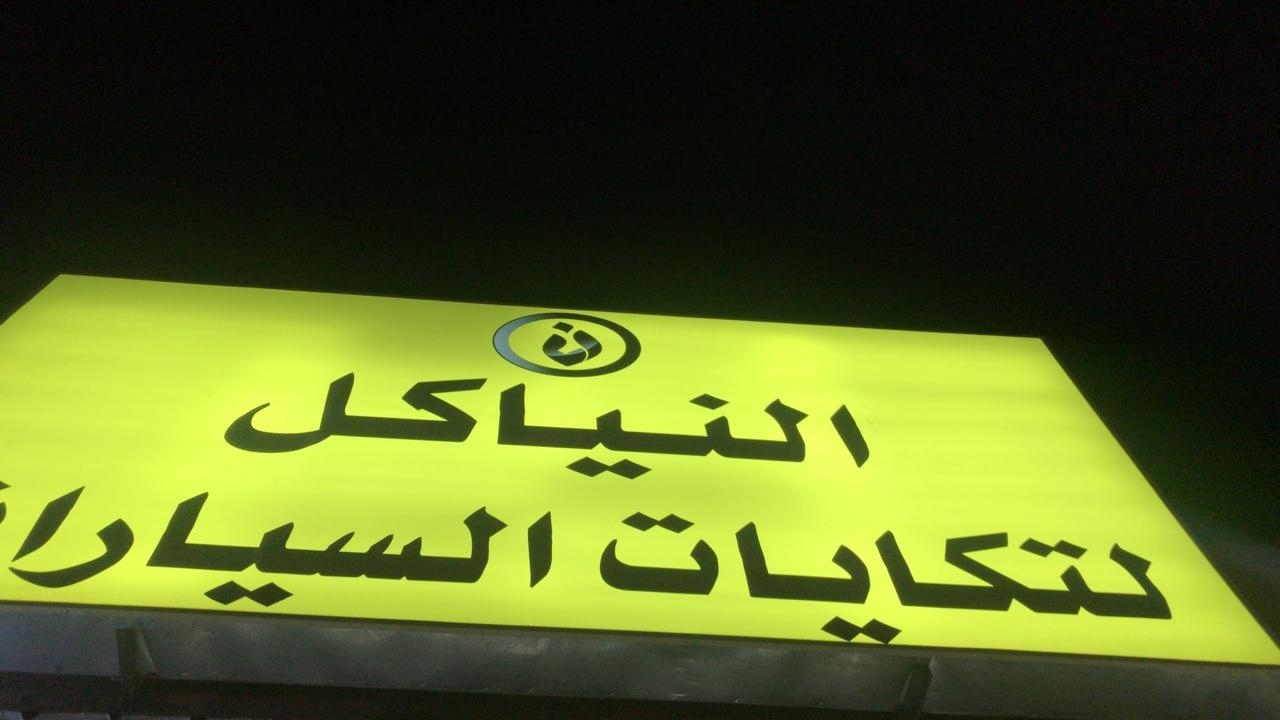 ن
النياكل
لتكايات السيارا